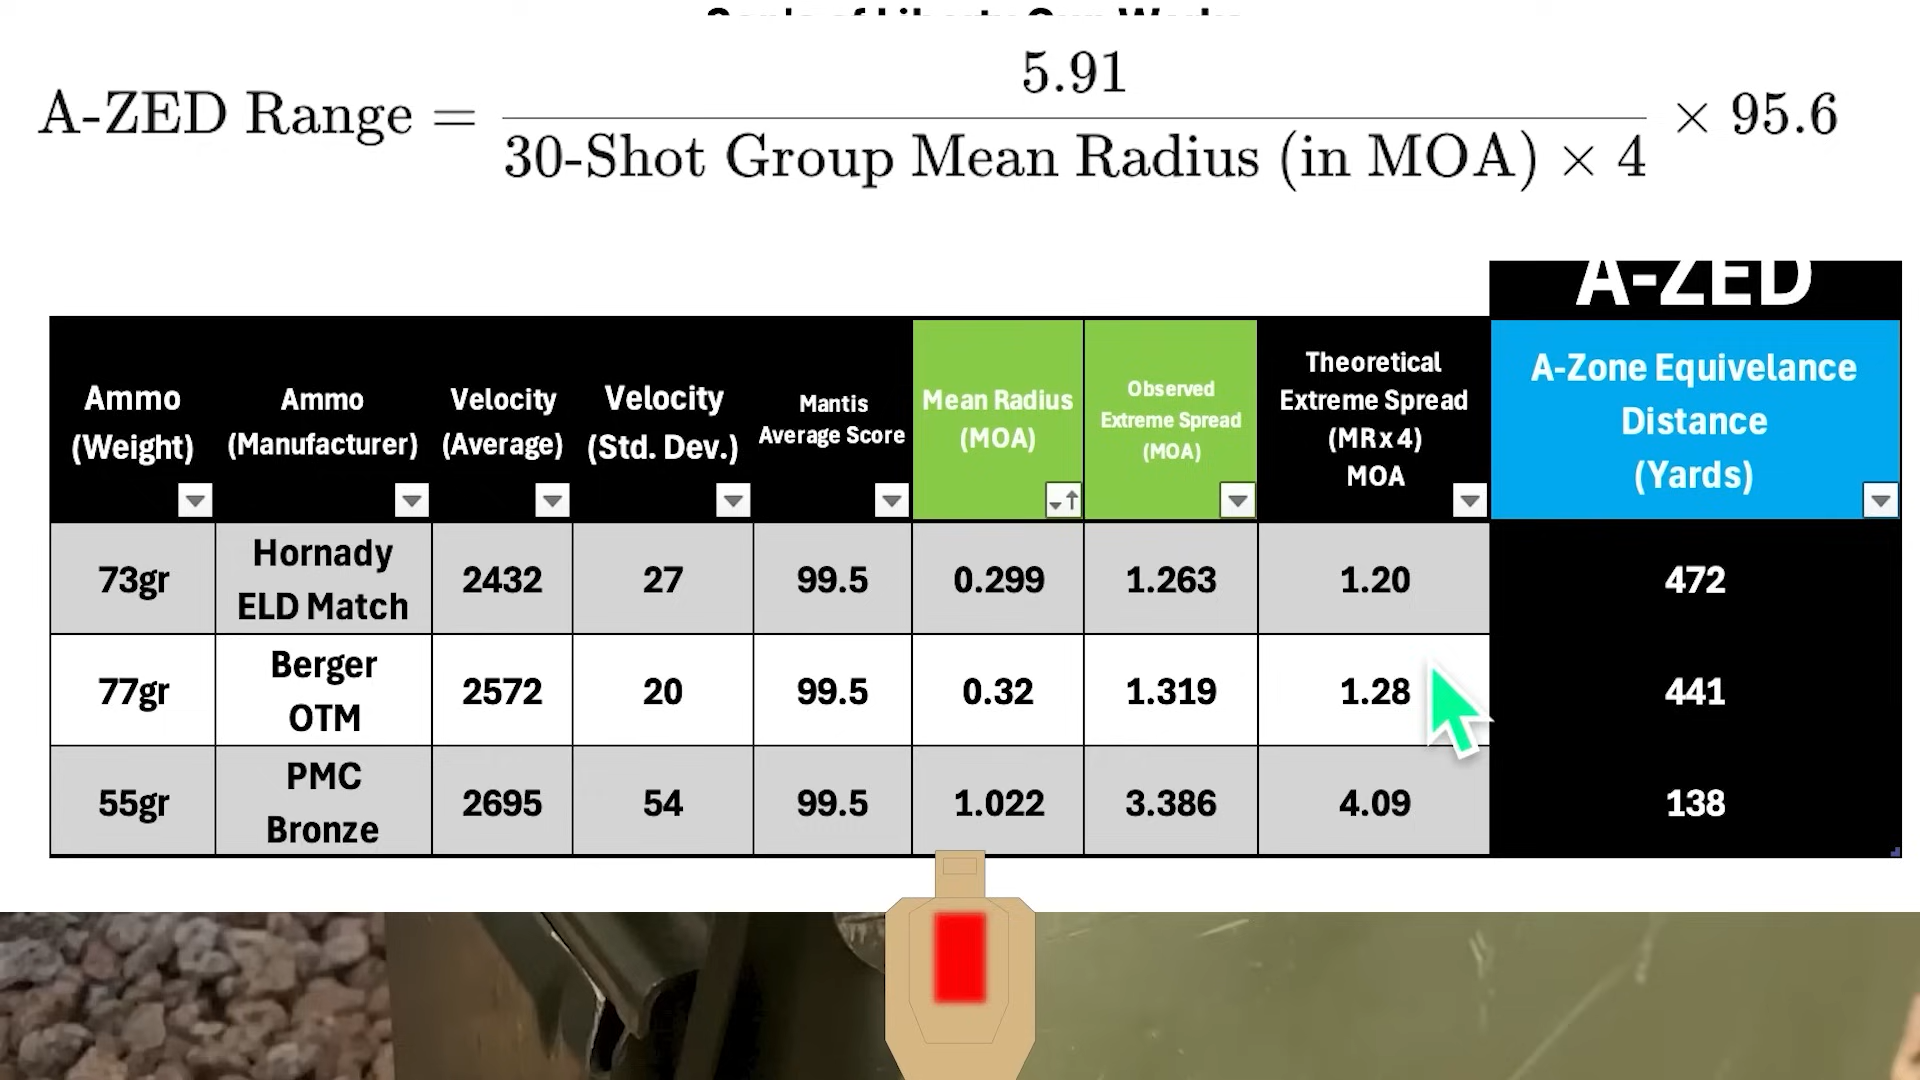 5.91
A-ZED Range = × 95.6
30-Shot Group Mean Radius (in MOA) × 4
A-ZED
Ammo
(Weight)
Ammo
(Manufacturer)
Velocity
(Average)
Velocity
(Std. Dev.)
Mantis
Average Score
Mean Radius
(MOA)
Observed
Extreme Spread
(MOA)
Theoretical
Extreme Spread
(MR x 4)
MOA
A-Zone Equivelance
Distance
(Yards)
73gr
Hornady
ELD Match
2432
27
99.5
0.299
1.263
1.20
472
77gr
Berger
OTM
2572
20
99.5
0.32
1.319
1.28
441
55gr
PMC
Bronze
2695
54
99.5
1.022
3.386
4.09
138